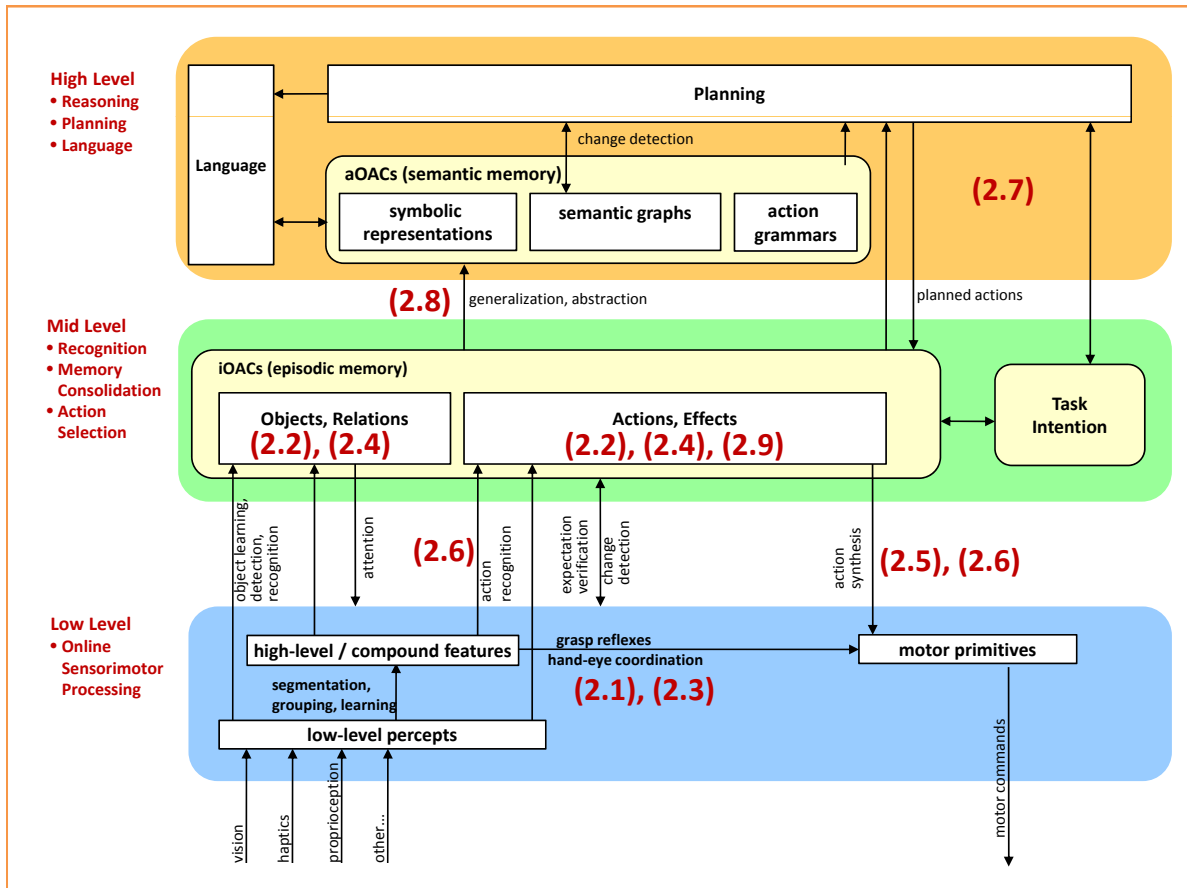 High Level
• Reasoning
• Planning
• Language
Language
Planning
change detection
aOACs (semantic memory)
symbolic
representations
semantic graphs
action
grammars
(2.7)
(2.8)
generalization, abstraction
planned actions
Mid Level
• Recognition
• Memory
Consolidation
• Action
Selection
iOACs (episodic memory)
Objects, Relations
(2.2), (2.4)
Actions, Effects
(2.2), (2.4), (2.9)
Task
Intention
object learning,
detection,
recognition
attention
(2.6)
action
recognition
expectation
verification
change
detection
action
synthesis
(2.5), (2.6)
Low Level
• Online
Sensorimotor
Processing
high-level / compound features
grasp reflexes
hand-eye coordination
(2.1), (2.3)
motor primitives
segmentation,
grouping, learning
low-level percepts
vision
haptics
proprioception
other...
motor commands